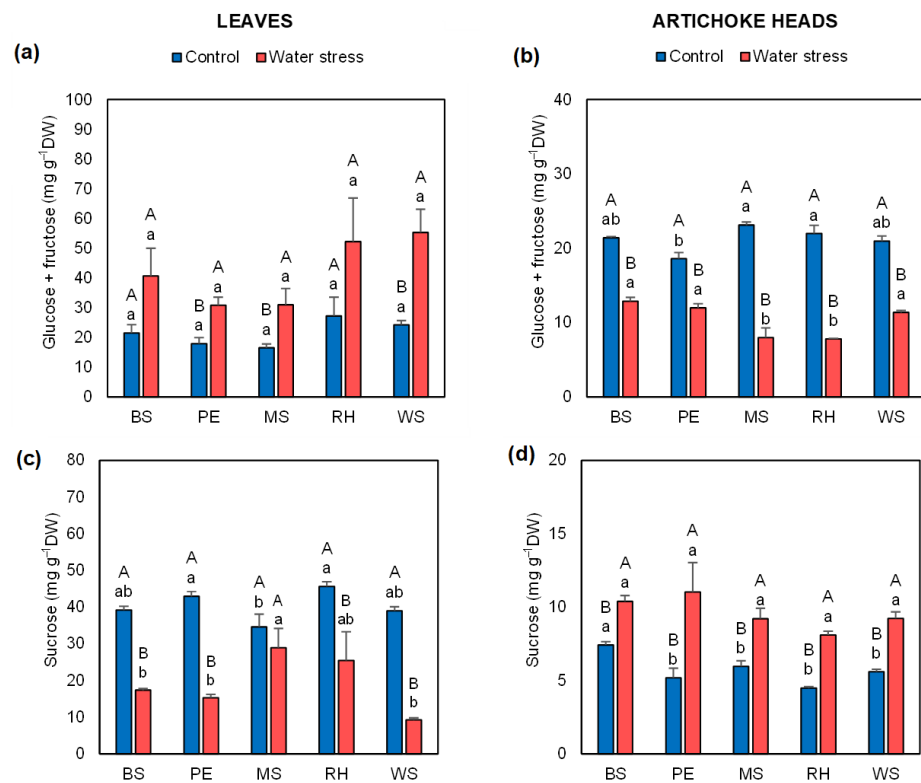 LEAVES
ARTICHOKE HEADS
(a)
Control Water stress
Glucose + fructose (mg g⁻¹DW)
100
90
80
70
60
50
40
30
20
10
0
A
a
A
a
B
a
A
a
B
a
A
a
A
a
A
a
B
a
A
a
BS PE MS RH WS
(b)
Control Water stress
Glucose + fructose (mg g⁻¹DW)
40
30
20
10
0
A
ab
B
a
A
b
B
a
A
a
B
b
A
a
B
b
A
ab
B
a
BS PE MS RH WS
(c)
Sucrose (mg g⁻¹DW)
80
70
60
50
40
30
20
10
0
A
ab
B
b
A
a
B
b
A
b
A
a
A
a
B
ab
A
ab
B
b
BS PE MS RH WS
(d)
Sucrose (mg g⁻¹DW)
20
15
10
5
0
B
a
A
a
B
b
A
a
B
b
A
a
B
b
A
a
B
b
A
a
BS PE MS RH WS